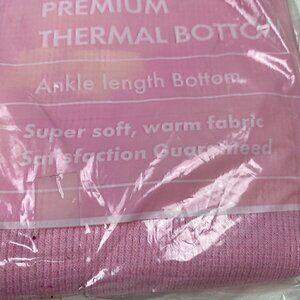 PREMIUM
THERMAL BOTTO
Ankle length Bottom
Super soft, warm fabric
Satisfaction Guaranteed